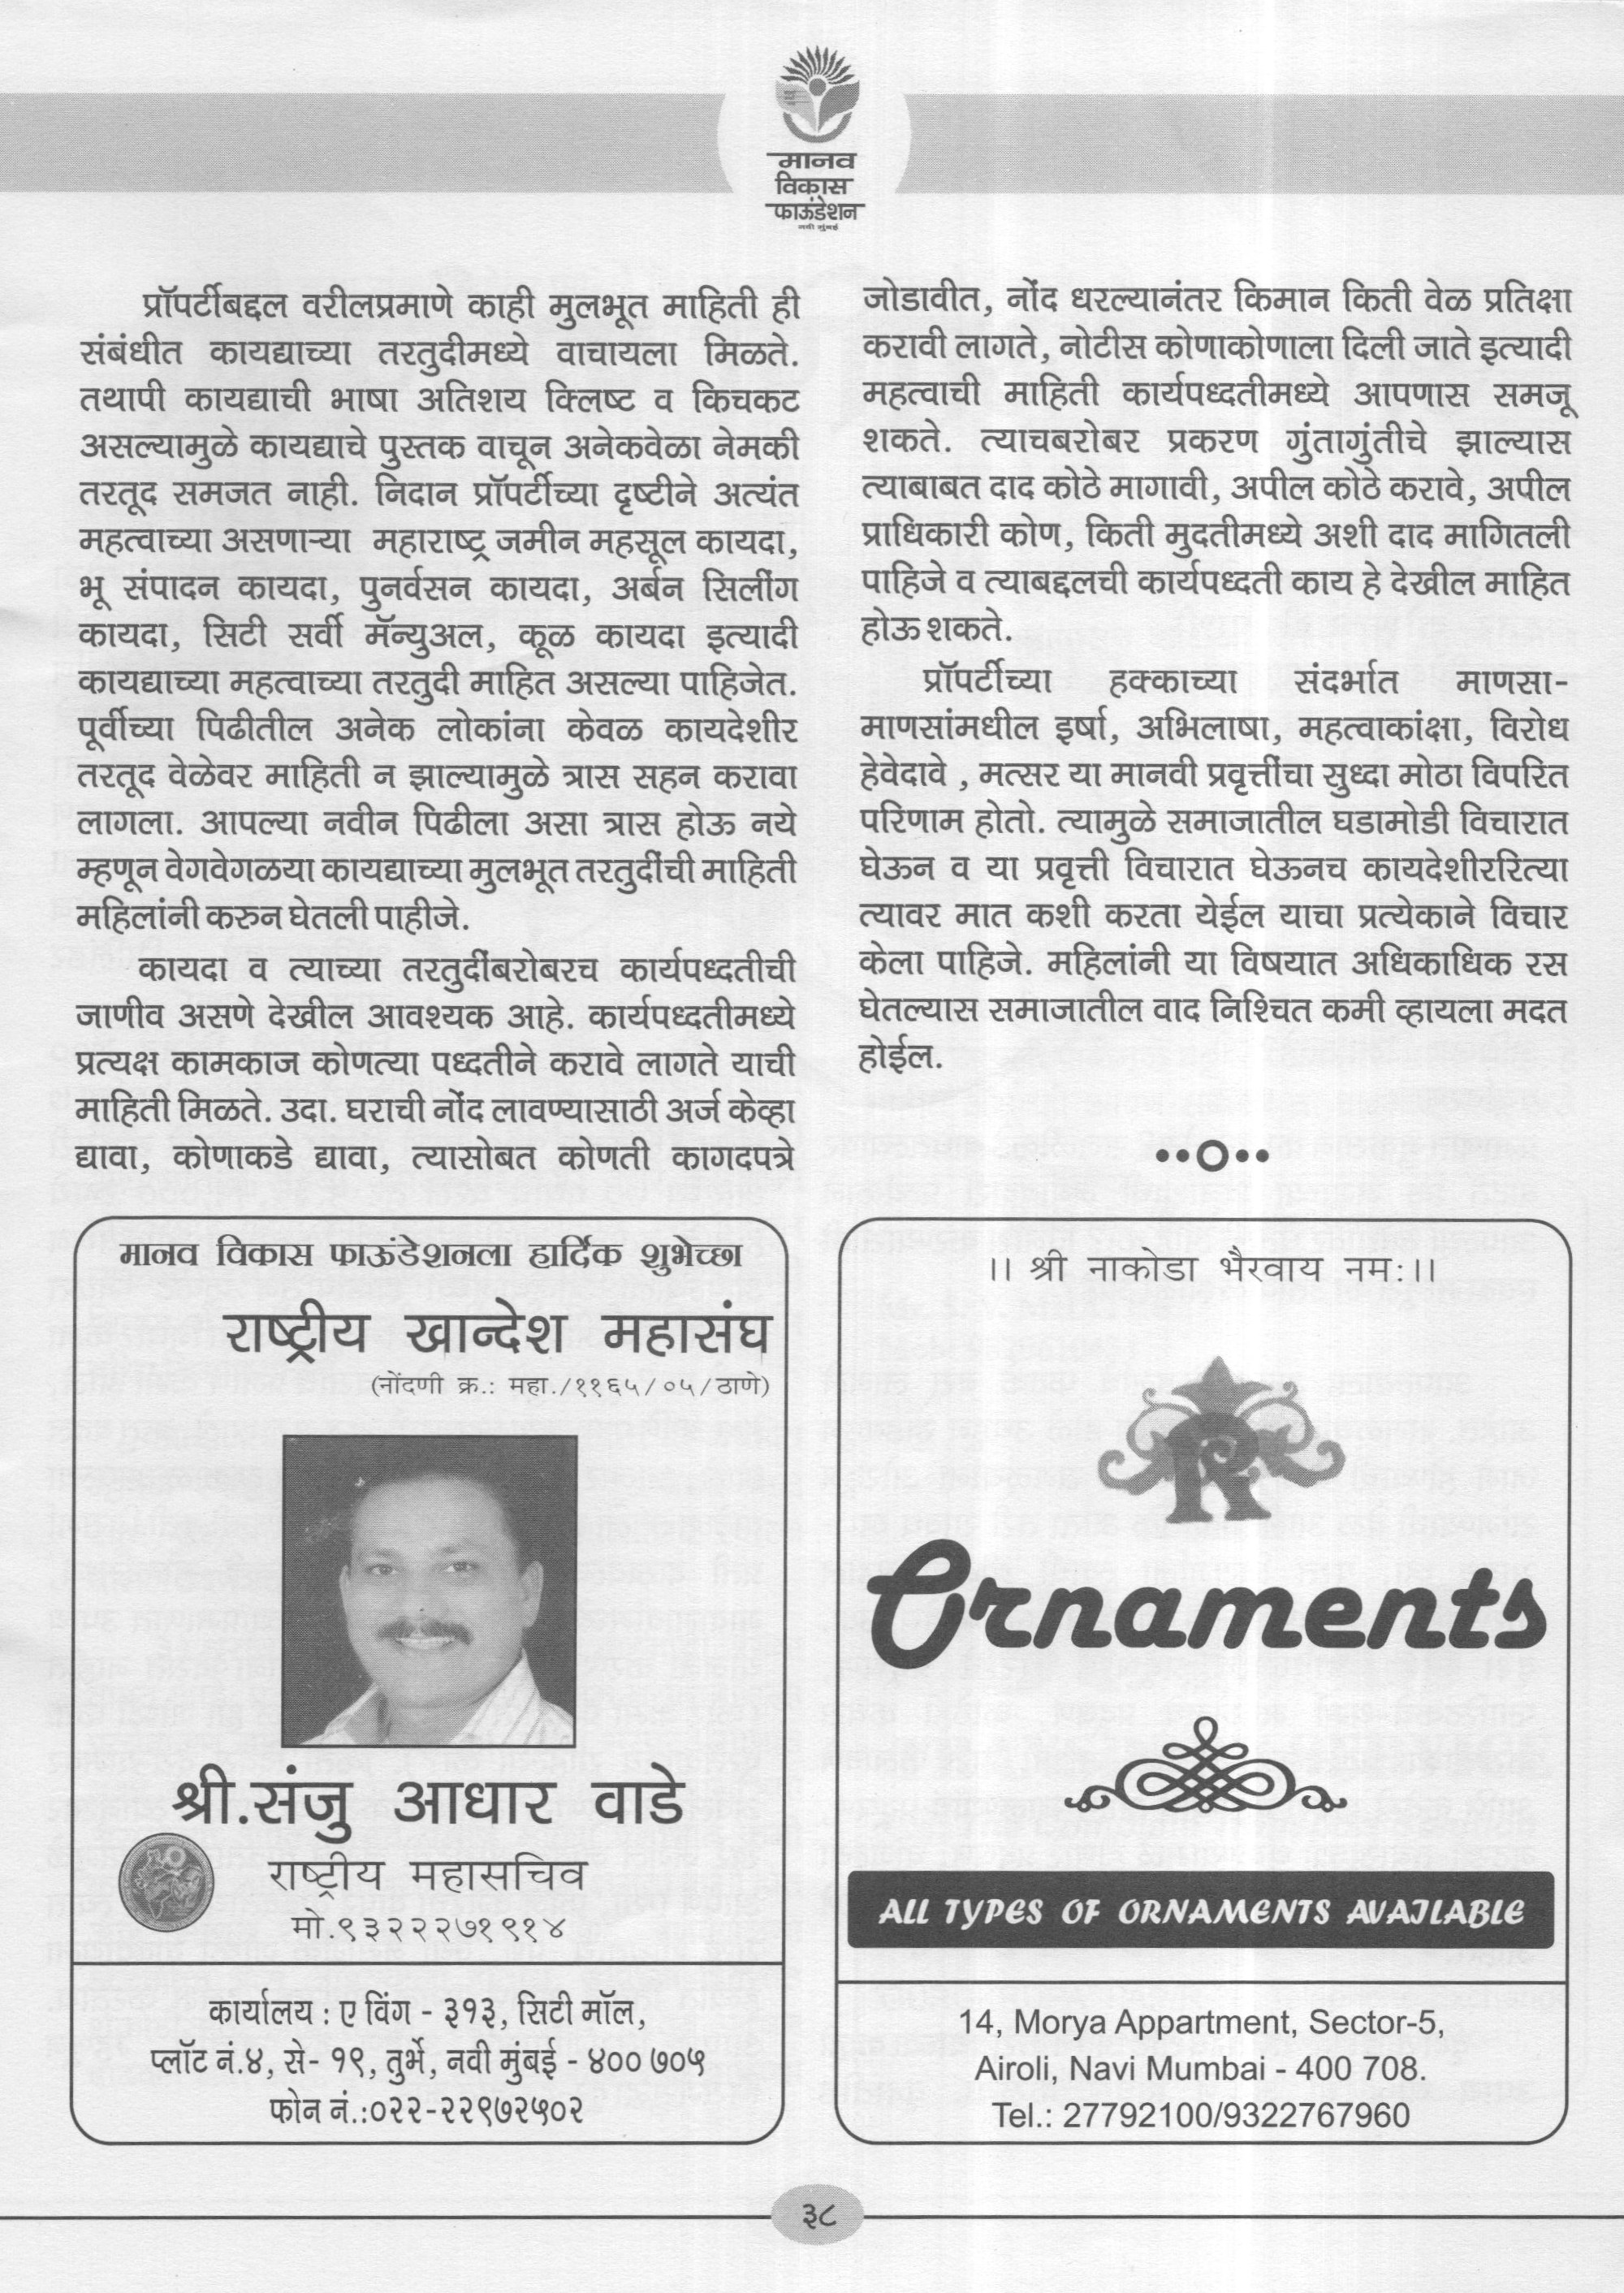 मानव
विकास
फाऊंडेशन
नवी मुंबई
प्रॉपर्टीबद्दल वरीलप्रमाणे काही मुलभूत माहिती ही
संबंधीत कायद्याच्या तरतुदीमध्ये वाचायला मिळते.
तथापी कायद्याची भाषा अतिशय क्लिष्ट व किचकट
असल्यामुळे कायद्याचे पुस्तक वाचून अनेकवेळा नेमकी
तरतूद समजत नाही. निदान प्रॉपर्टीच्या दृष्टीने अत्यंत
महत्वाच्या असणाऱ्या महाराष्ट्र जमीन महसूल कायदा,
भू संपादन कायदा, पुनर्वसन कायदा, अर्बन सिलींग
कायदा, सिटी सर्वी मॅन्युअल, कूळ कायदा इत्यादी
कायद्याच्या महत्वाच्या तरतुदी माहित असल्या पाहिजेत.
पूर्वीच्या पिढीतील अनेक लोकांना केवळ कायदेशीर
तरतूद वेळेवर माहिती न झाल्यामुळे त्रास सहन करावा
लागला. आपल्या नवीन पिढीला असा त्रास होऊ नये
म्हणून वेगवेगळया कायद्याच्या मुलभूत तरतुदींची माहिती
महिलांनी करुन घेतली पाहीजे.
कायदा व त्याच्या तरतुदींबरोबरच कार्यपध्दतीची
जाणीव असणे देखील आवश्यक आहे. कार्यपध्दतीमध्ये
प्रत्यक्ष कामकाज कोणत्या पध्दतीने करावे लागते याची
माहिती मिळते. उदा. घराची नोंद लावण्यासाठी अर्ज केव्हा
द्यावा, कोणाकडे द्यावा, त्यासोबत कोणती कागदपत्रे
जोडावीत, नोंद धरल्यानंतर किमान किती वेळ प्रतिक्षा
करावी लागते, नोटीस कोणाकोणाला दिली जाते इत्यादी
महत्वाची माहिती कार्यपध्दतीमध्ये आपणास समजू
शकते. त्याचबरोबर प्रकरण गुंतागुंतीचे झाल्यास
त्याबाबत दाद कोठे मागावी, अपील कोठे करावे, अपील
प्राधिकारी कोण, किती मुदतीमध्ये अशी दाद मागितली
पाहिजे व त्याबद्दलची कार्यपध्दती काय हे देखील माहित
होऊ शकते.
प्रॉपर्टीच्या हक्काच्या संदर्भात माणसा-
माणसांमधील इर्षा, अभिलाषा, महत्वाकांक्षा, विरोध
हेवेदावे , मत्सर या मानवी प्रवृत्तींचा सुध्दा मोठा विपरित
परिणाम होतो. त्यामुळे समाजातील घडामोडी विचारात
घेऊन व या प्रवृत्ती विचारात घेऊनच कायदेशीररित्या
त्यावर मात कशी करता येईल याचा प्रत्येकाने विचार
केला पाहिजे. महिलांनी या विषयात अधिकाधिक रस
घेतल्यास समाजातील वाद निश्चित कमी व्हायला मदत
होईल.
मानव विकास फाऊंडेशनला हार्दिक शुभेच्छा
राष्ट्रीय खान्देश महासंघ
(नोंदणी क्र.: महा./११६५/०५/ठाणे)
श्री.संजु आधार वाडे
राष्ट्रीय महासचिव
मो.९३२२२७१९१४
कार्यालय : ए विंग - ३१३, सिटी मॉल,
प्लॉट नं.४, से- १९, तुर्भे, नवी मुंबई - ४०० ७०५
फोन नं.:०२२-२२९७२५०२
।। श्री नाकोडा भैरवाय नम:।।
R
Ornaments
ALL TYPES OF ORNAMENTS AVAILABLE
14, Morya Appartment, Sector-5,
Airoli, Navi Mumbai - 400 708.
Tel.: 27792100/9322767960
३८